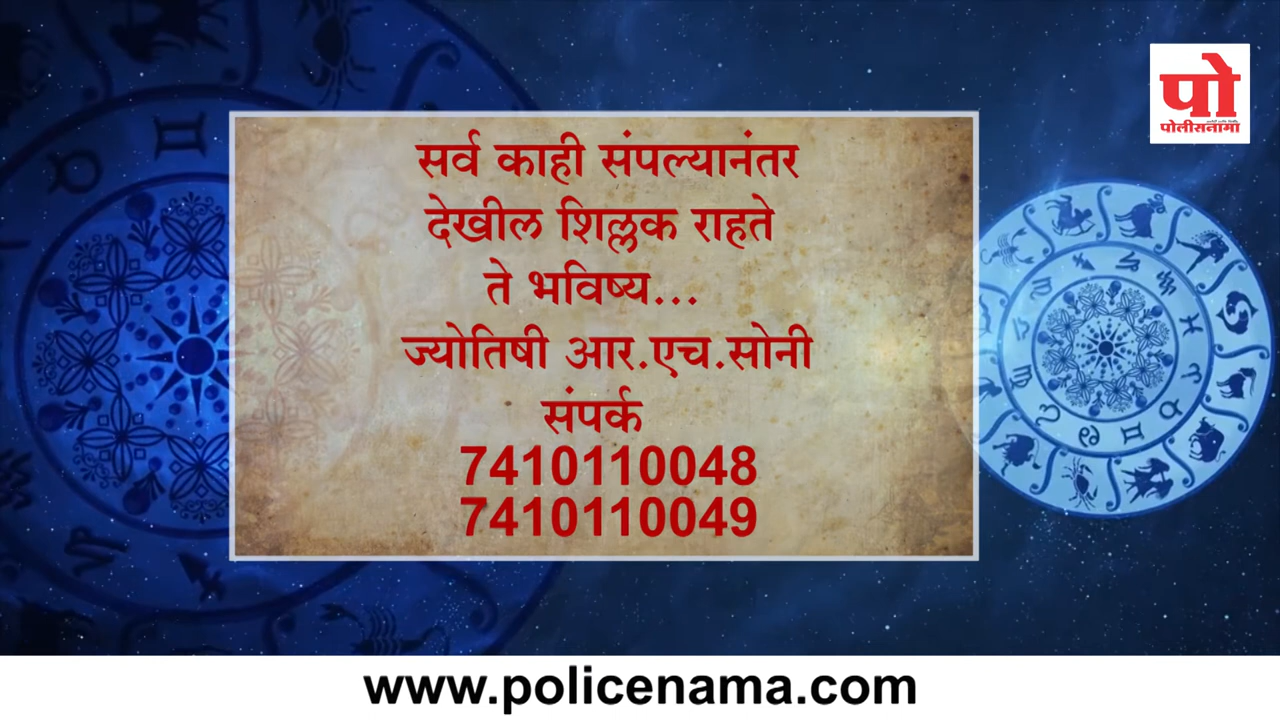 पो
पोलीसनामा
सर्व काही संपल्यानंतर
देखील शिल्लक राहते
ते भविष्य...
ज्योतिषी आर.एच.सोनी
संपर्क
7410110048
7410110049
www.policenama.com